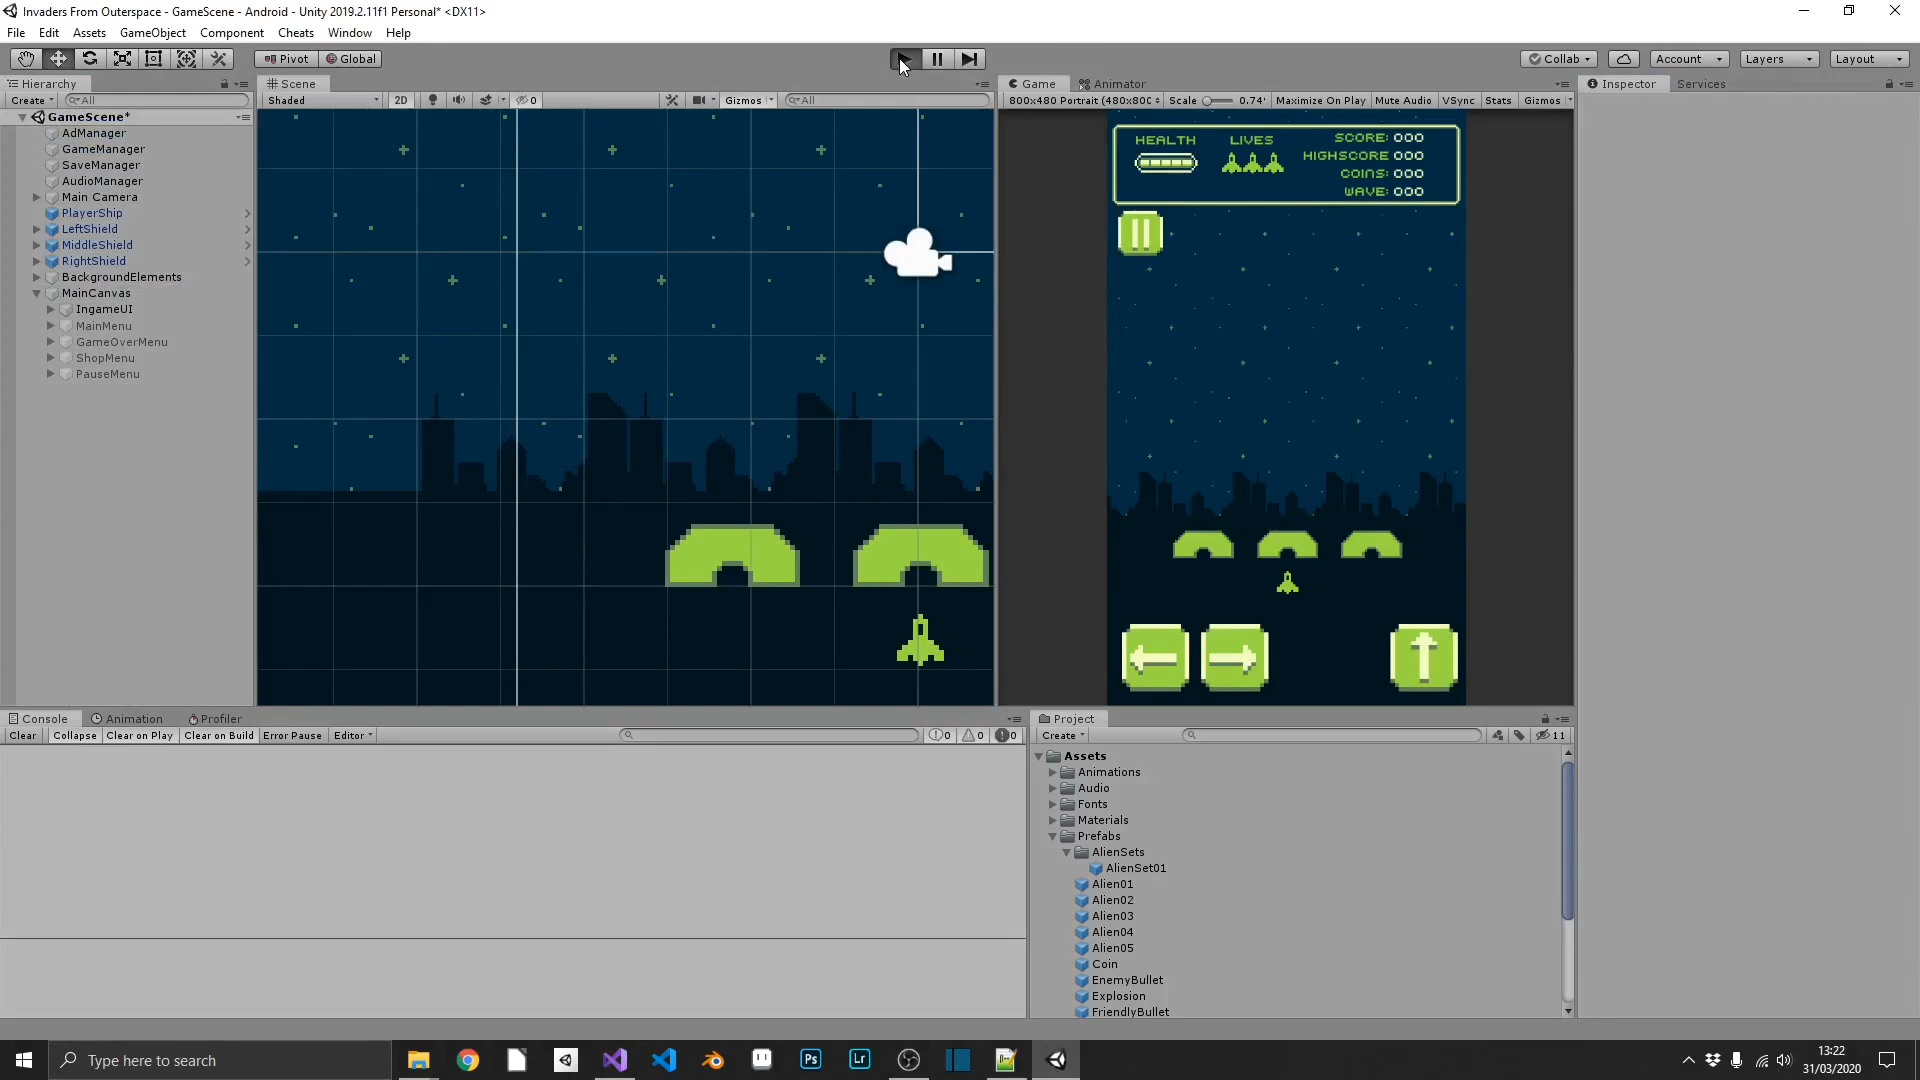 Invaders From Outerspace - GameScene - Android - Unity 2019.2.11f1 Personal* <DX11>
File Edit Assets GameObject Component Cheats Window Help
Pivot Global
Collab Account Layers Layout
Hierarchy
Create All
GameScene*
AdManager
GameManager
SaveManager
AudioManager
Main Camera
PlayerShip
LeftShield
MiddleShield
RightShield
BackgroundElements
MainCanvas
IngameUI
MainMenu
GameOverMenu
ShopMenu
PauseMenu
Scene
Shaded 2D 0 Gizmos All
Game Animator
800x480 Portrait (480x800 Scale 0.74 Maximize On Play Mute Audio VSync Stats Gizmos
HEALTH LIVES SCORE: 000
HIGHSCORE 000
COINS: 000
WAVE: 000
Inspector Services
Console Animation Profiler
Clear Collapse Clear on Play Clear on Build Error Pause Editor 0 0 0
Project
Create 11
Assets
Animations
Audio
Fonts
Materials
Prefabs
AlienSets
AlienSet01
Alien01
Alien02
Alien03
Alien04
Alien05
Coin
EnemyBullet
Explosion
FriendlyBullet
Type here to search
Ps Lr
13:22
31/03/2020